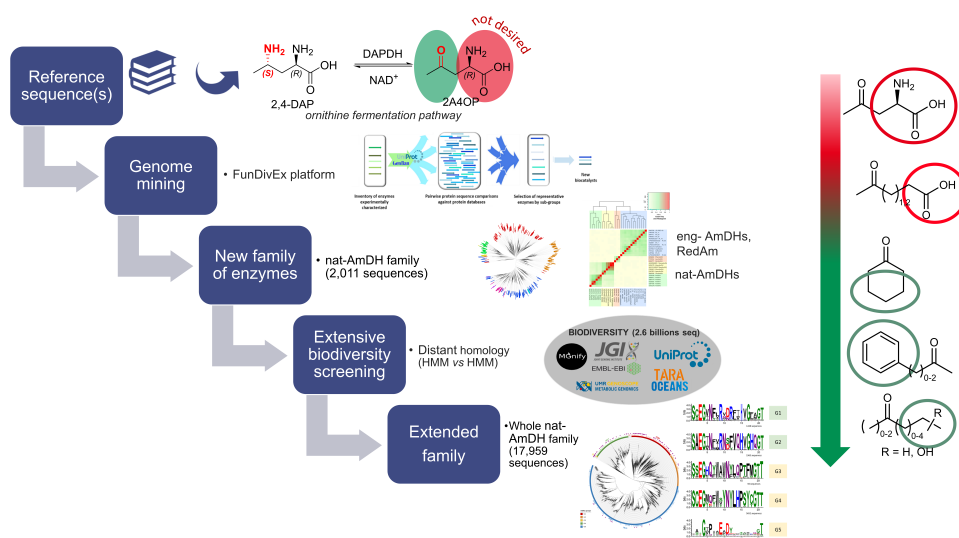 Reference
sequence(s)
NH₂ NH₂
(S) (R)
OH
O
2,4-DAP
DAPDH
NAD⁺
not desired
O NH₂
(R)
OH
O
2A4OP
ornithine fermentation pathway
Genome
mining
• FunDivEx platform
UniProt
Inventory of enzymes
experimentally
characterized
Pairwise protein sequence comparisons
against protein databases
Selection of representative
enzymes by sub-groups
New
biocatalysts
New family
of enzymes
• nat-AmDH family
(2,011 sequences)
eng- AmDHs,
RedAm
nat-AmDHs
Extensive
biodiversity
screening
• Distant homology
(HMM vs HMM)
BIODIVERSITY (2.6 billions seq)
MGnify
JGI
EMBL-EBI
UniProt
UMR
METABOLIC GENOMICS
TARA
OCEANS
Extended
family
•Whole nat-
AmDH family
(17,959
sequences)
G1
G2
G3
G4
G5
O NH₂
OH
O
O
OH
1,2
O
O
O
0-2
O
R
0-2
0-4
R = H, OH